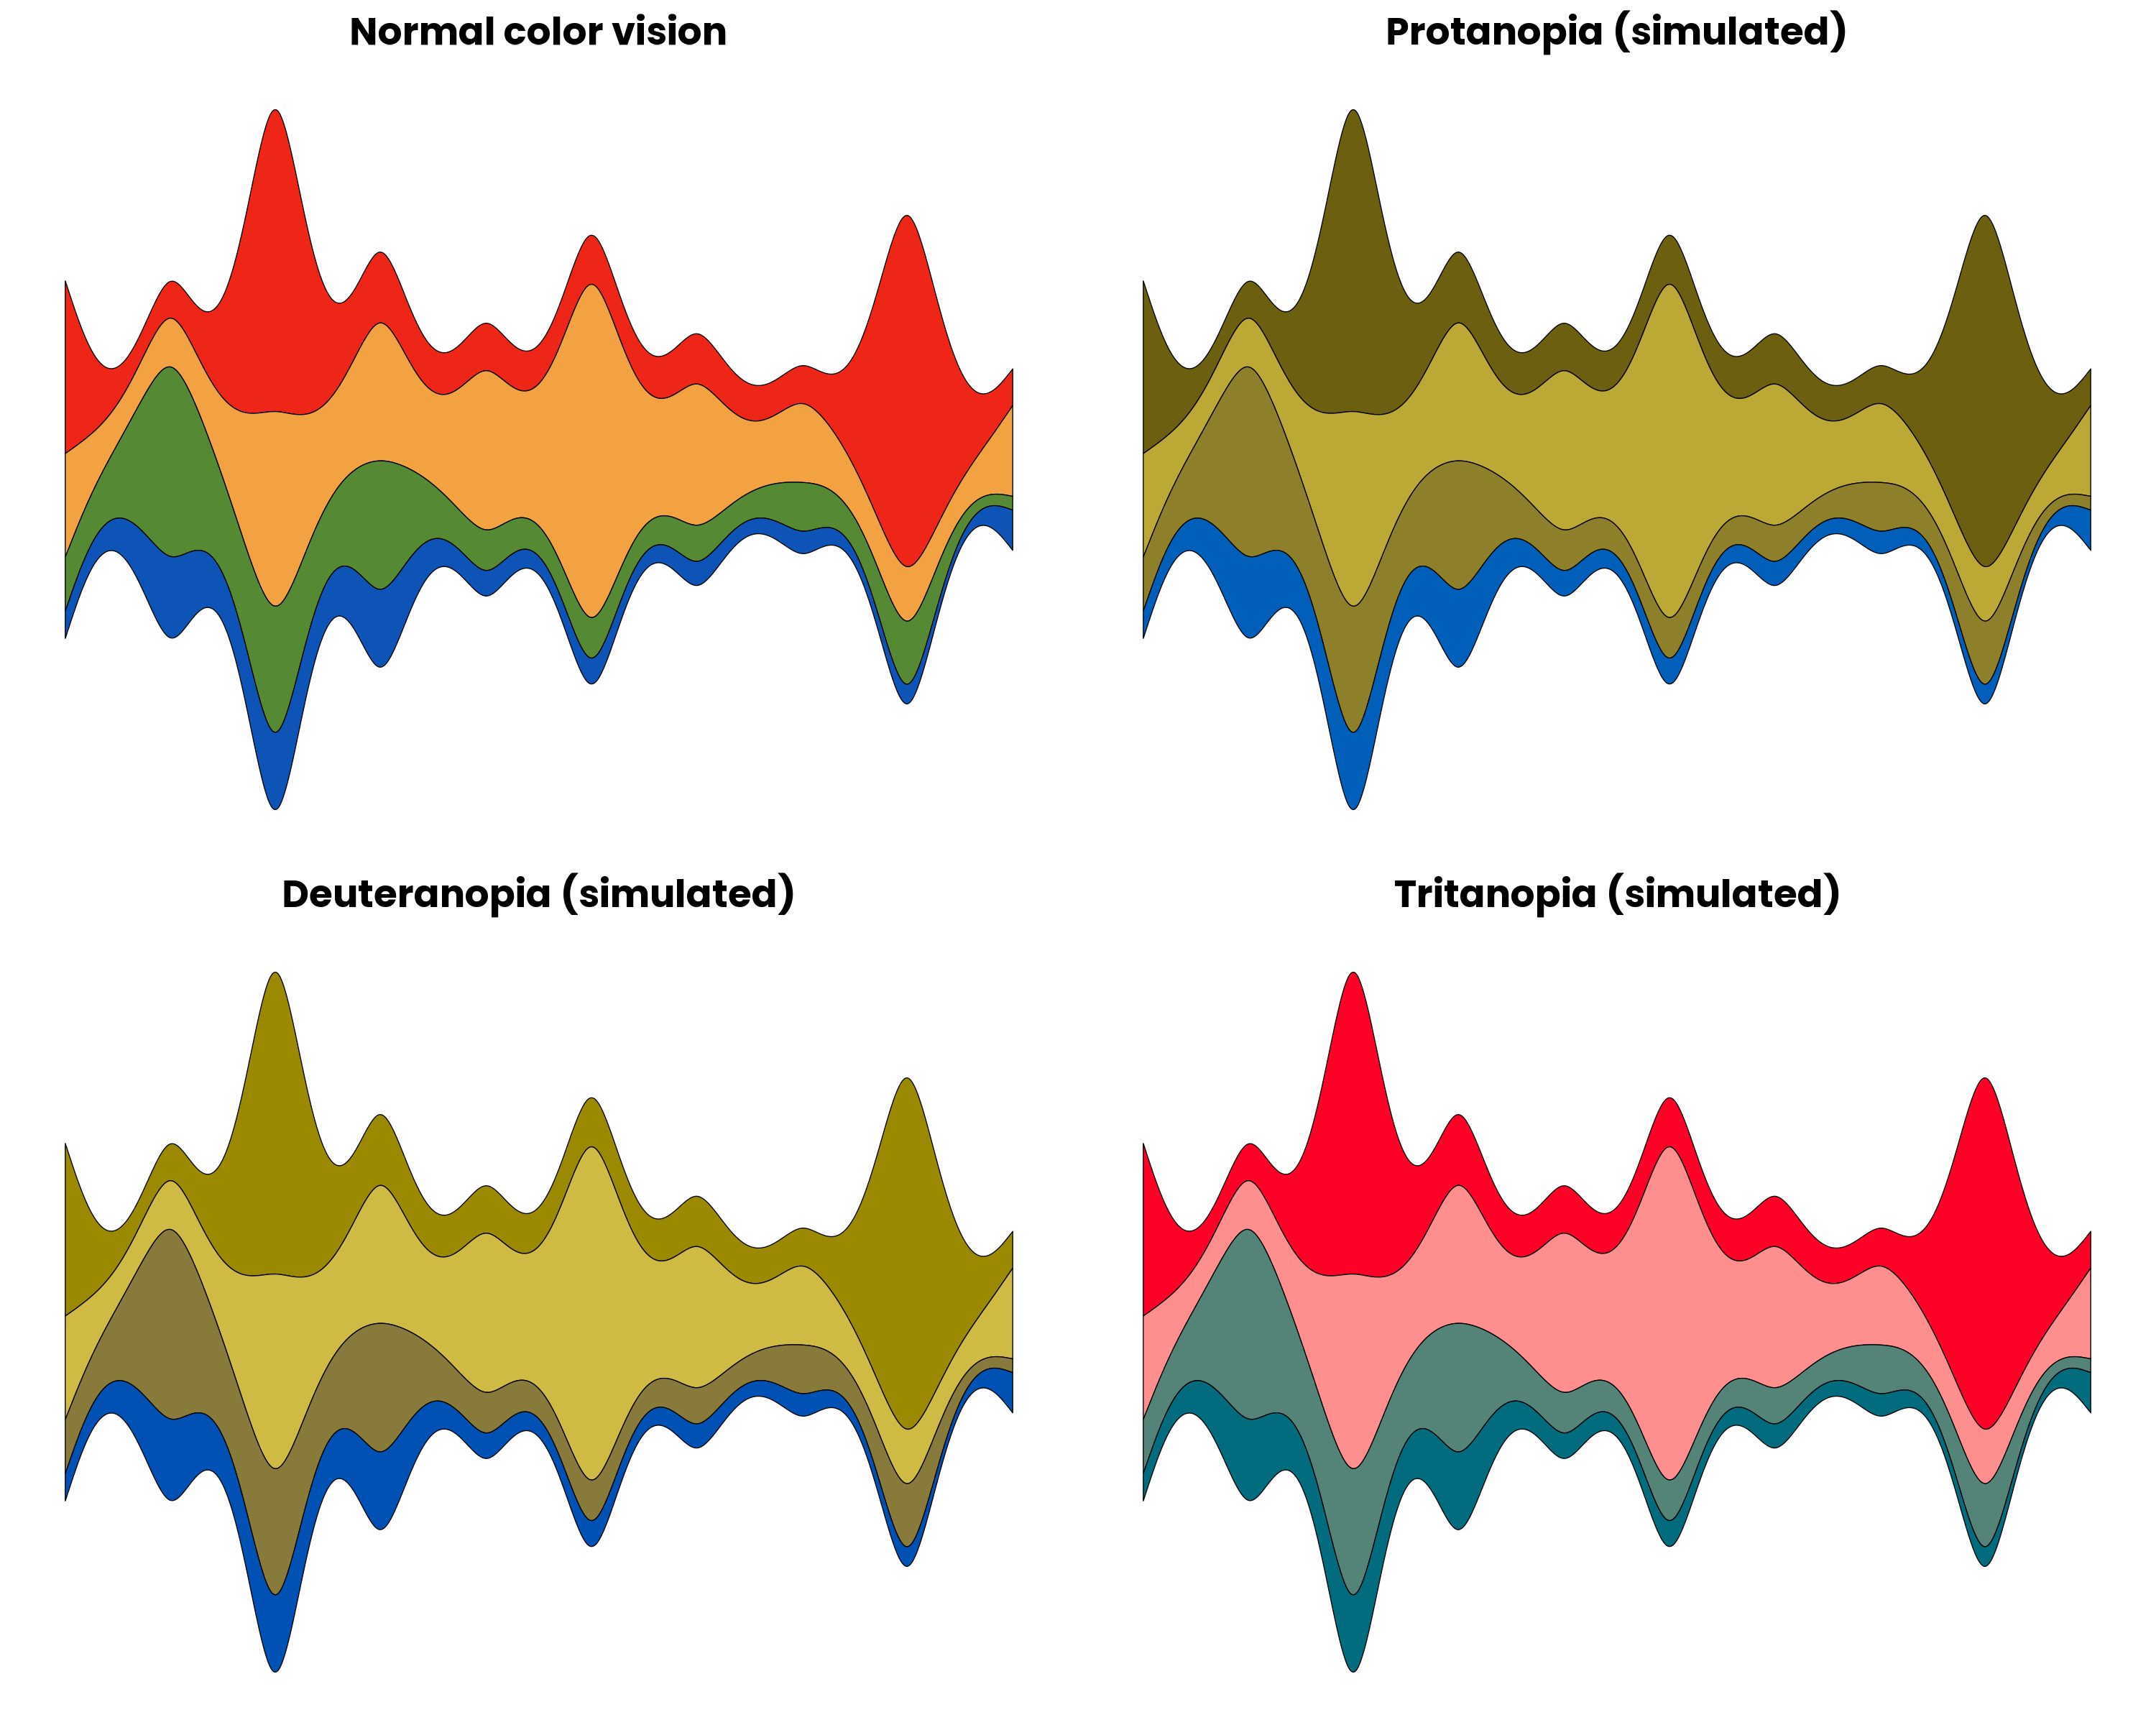 Normal color vision
Protanopia (simulated)
Deuteranopia (simulated)
Tritanopia (simulated)